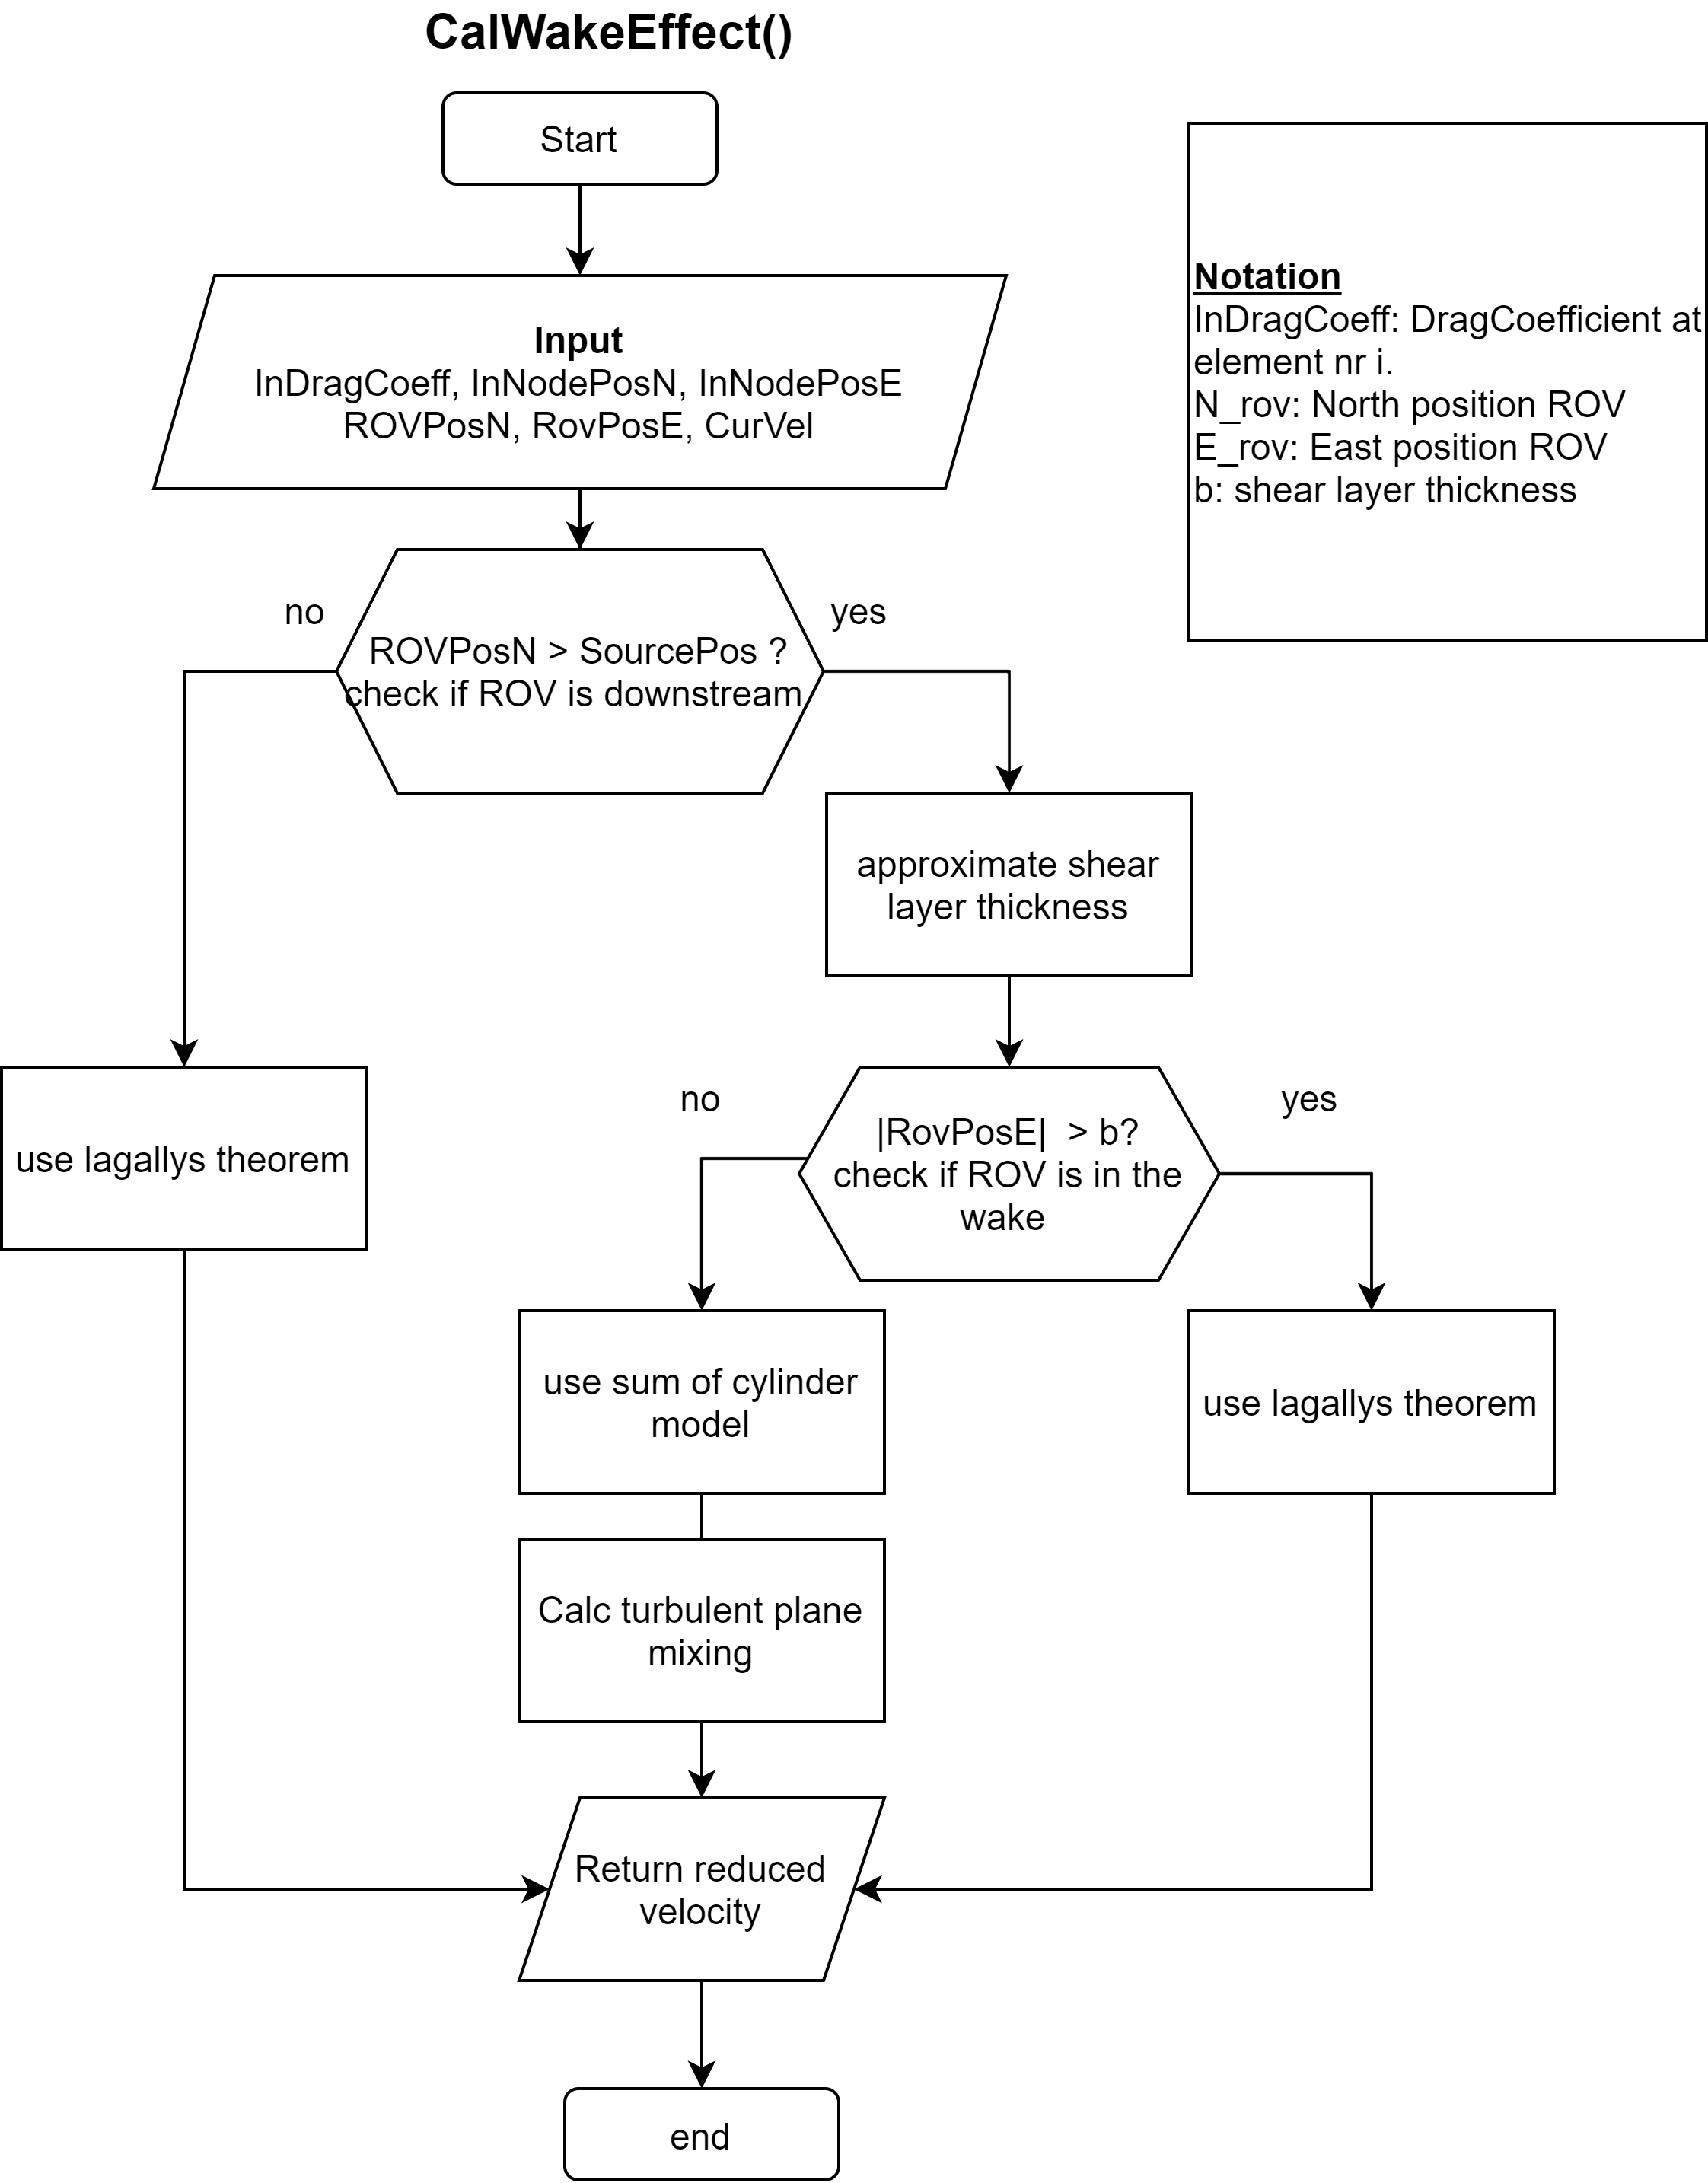 CalWakeEffect()
Start
Input
InDragCoeff, InNodePosN, InNodePosE
ROVPosN, RovPosE, CurVel
Notation
InDragCoeff: DragCoefficient at
element nr i.
N_rov: North position ROV
E_rov: East position ROV
b: shear layer thickness
no
yes
ROVPosN > SourcePos ?
check if ROV is downstream
approximate shear
layer thickness
no
yes
|RovPosE|  > b?
check if ROV is in the
wake
use lagallys theorem
use sum of cylinder
model
use lagallys theorem
Calc turbulent plane
mixing
Return reduced
velocity
end